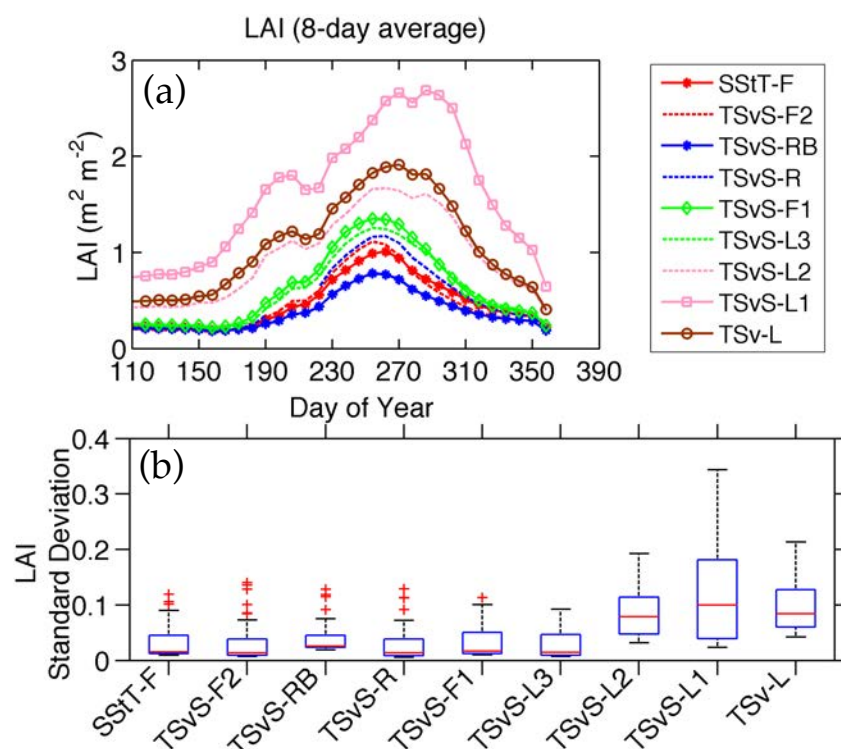 LAI (8-day average)
(a)
3
2
1
0
LAI (m² m⁻²)
110 150 190 230 270 310 350 390
Day of Year
SStT-F
TSvS-F2
TSvS-RB
TSvS-R
TSvS-F1
TSvS-L3
TSvS-L2
TSvS-L1
TSv-L
(b)
0.4
0.3
0.2
0.1
0
LAI
Standard Deviation
SStT-F
TSvS-F2
TSvS-RB
TSvS-R
TSvS-F1
TSvS-L3
TSvS-L2
TSvS-L1
TSv-L